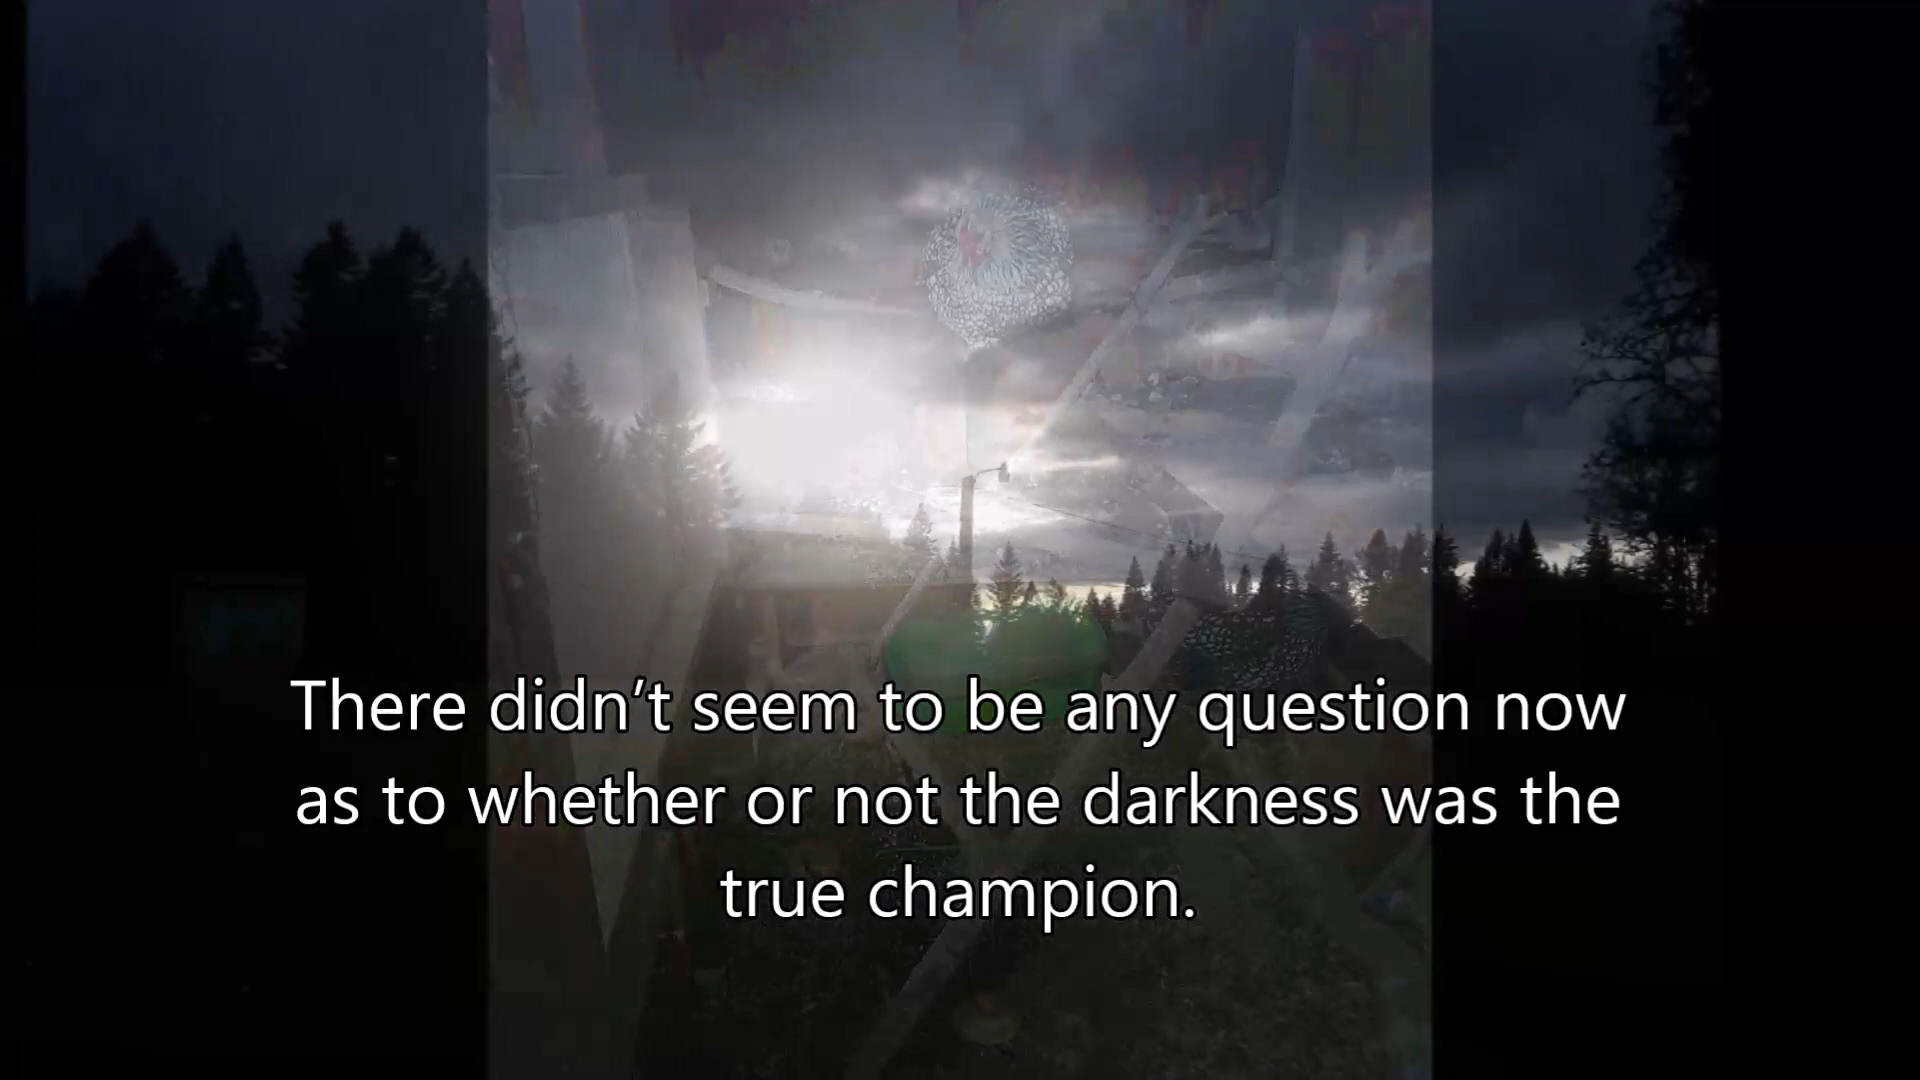 There didn’t seem to be any question now
as to whether or not the darkness was the
true champion.